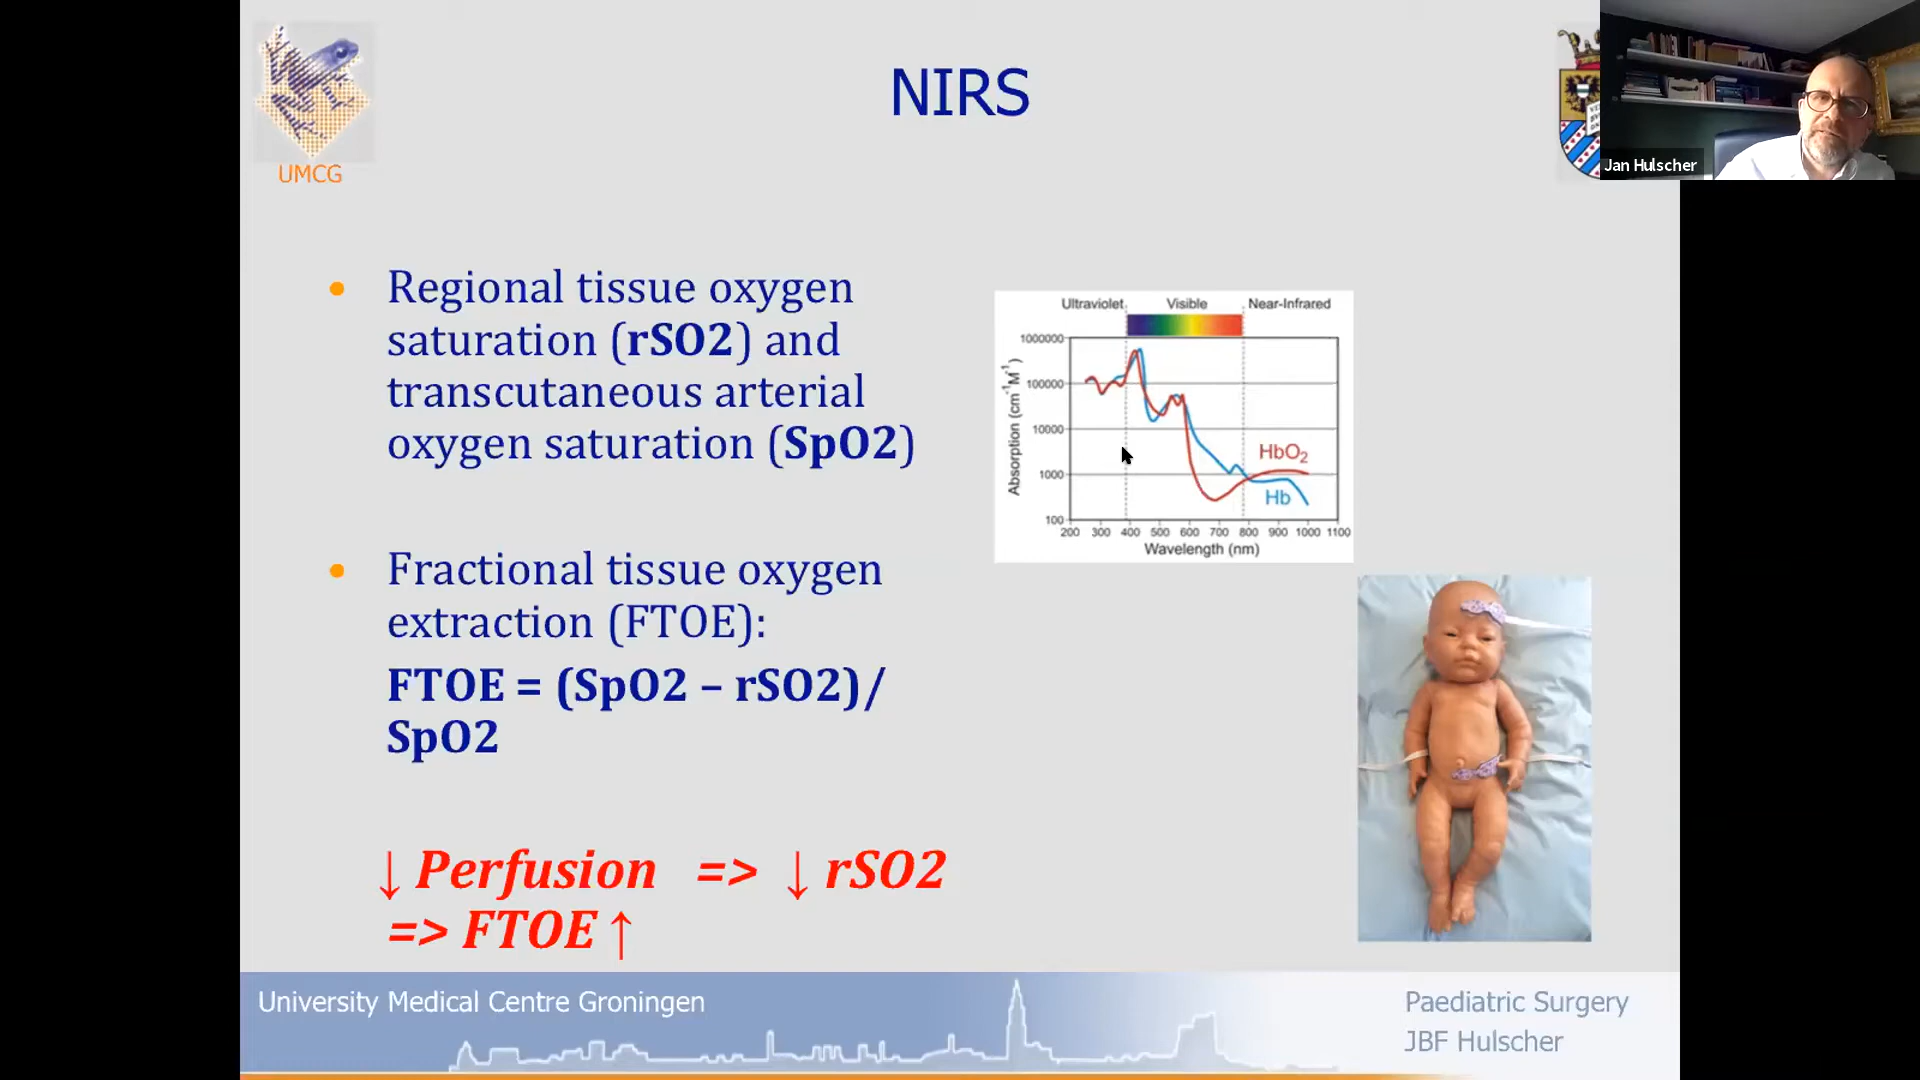 NIRS
UMCG
Jan Hulscher
• Regional tissue oxygen
saturation (rSO2) and
transcutaneous arterial
oxygen saturation (SpO2)
• Fractional tissue oxygen
extraction (FTOE):
FTOE = (SpO2 – rSO2)/
SpO2
↓ Perfusion => ↓ rSO2
=> FTOE ↑
Ultraviolet Visible Near-Infrared
Absorption (cm⁻¹M⁻¹)
1000000
100000
10000
1000
100
HbO₂
Hb
200 300 400 500 600 700 800 900 1000 1100
Wavelength (nm)
University Medical Centre Groningen
Paediatric Surgery
JBF Hulscher